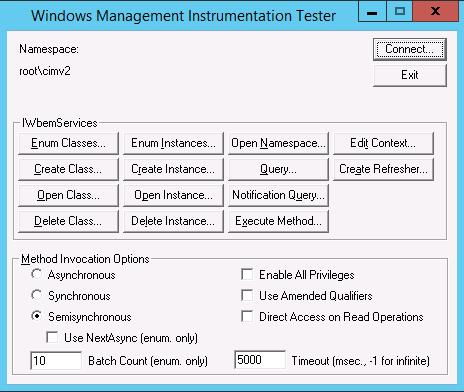 Windows Management Instrumentation Tester
Namespace:
Connect...
root\cimv2
Exit
IWbemServices
Enum Classes... Enum Instances... Open Namespace... Edit Context...
Create Class... Create Instance... Query... Create Refresher...
Open Class... Open Instance... Notification Query...
Delete Class... Delete Instance... Execute Method...
Method Invocation Options
Asynchronous Enable All Privileges
Synchronous Use Amended Qualifiers
Semisynchronous Direct Access on Read Operations
Use NextAsync (enum. only)
10 Batch Count (enum. only) 5000 Timeout (msec., -1 for infinite)